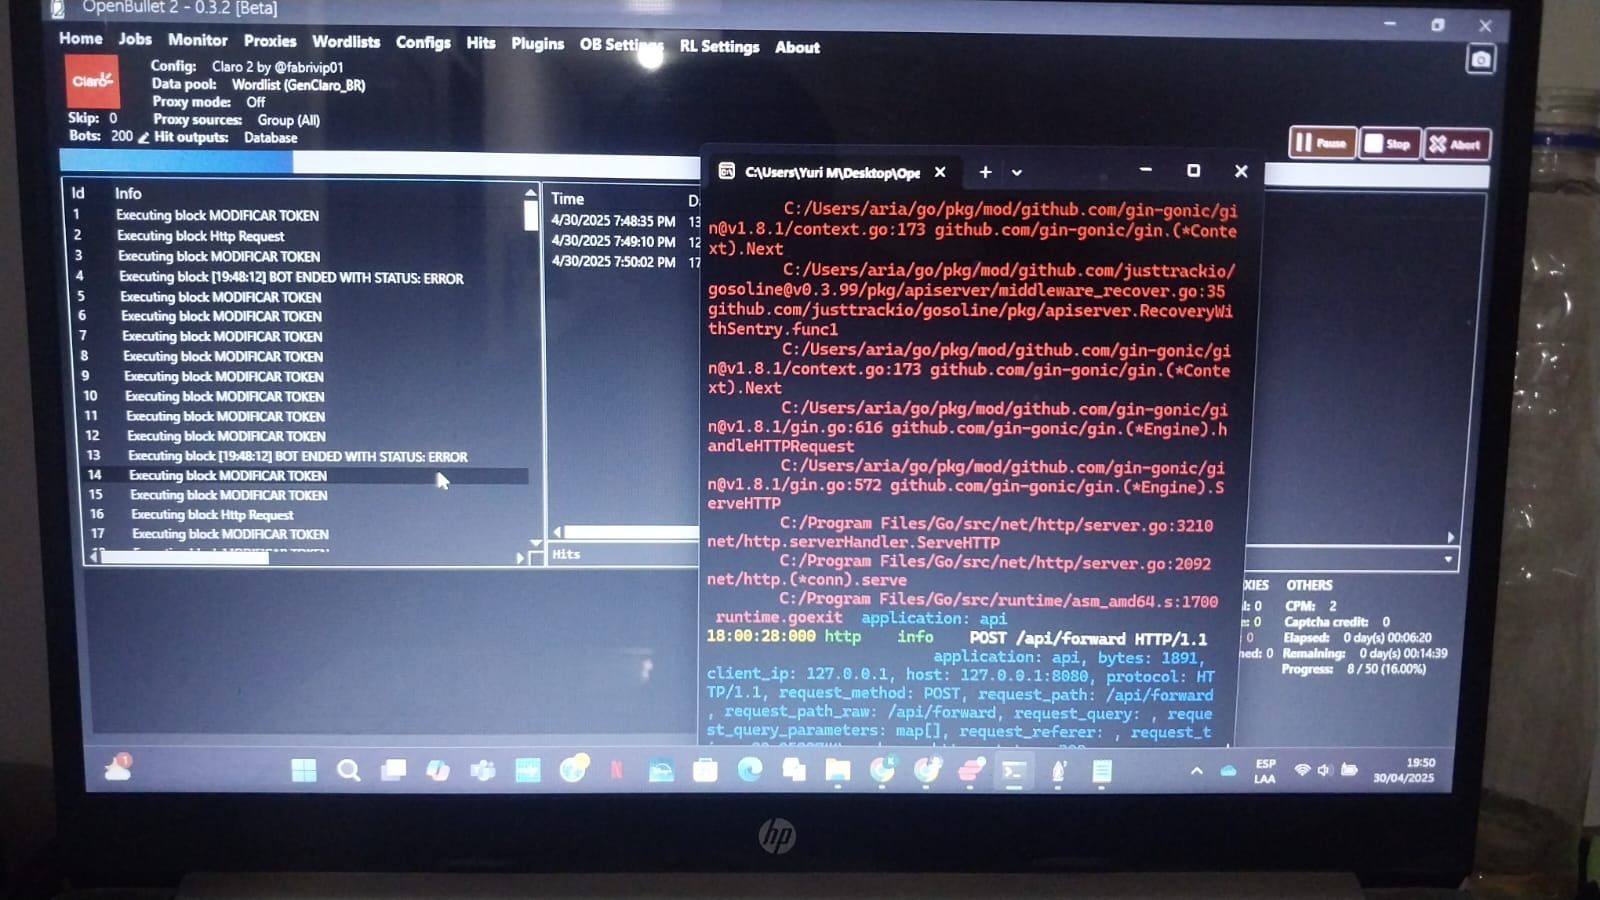 OpenBullet 2 - 0.3.2 [Beta]
Home Jobs Monitor Proxies Wordlists Configs Hits Plugins OB Settings RL Settings About
Claro
Config: Claro 2 by @fabrivip01
Data pool: Wordlist (GenClaro_BR)
Proxy mode: Off
Skip: 0 Proxy sources: Group (All)
Bots: 200 Hit outputs: Database
Pause Stop Abort
Id Info
1 Executing block MODIFICAR TOKEN
2 Executing block Http Request
3 Executing block MODIFICAR TOKEN
4 Executing block [19:48:12] BOT ENDED WITH STATUS: ERROR
5 Executing block MODIFICAR TOKEN
6 Executing block MODIFICAR TOKEN
7 Executing block MODIFICAR TOKEN
8 Executing block MODIFICAR TOKEN
9 Executing block MODIFICAR TOKEN
10 Executing block MODIFICAR TOKEN
11 Executing block MODIFICAR TOKEN
12 Executing block MODIFICAR TOKEN
13 Executing block [19:48:12] BOT ENDED WITH STATUS: ERROR
14 Executing block MODIFICAR TOKEN
15 Executing block MODIFICAR TOKEN
16 Executing block Http Request
17 Executing block MODIFICAR TOKEN
Time D
4/30/2025 7:48:35 PM 13
4/30/2025 7:49:10 PM 12
4/30/2025 7:50:02 PM 17
Hits
C:\Users\Yuri M\Desktop\Ope
C:/Users/aria/go/pkg/mod/github.com/gin-gonic/gi
n@v1.8.1/context.go:173 github.com/gin-gonic/gin.(*Conte
xt).Next
C:/Users/aria/go/pkg/mod/github.com/justtrackio/
gosoline@v0.3.99/pkg/apiserver/middleware_recover.go:35
github.com/justtrackio/gosoline/pkg/apiserver.RecoveryWi
thSentry.func1
C:/Users/aria/go/pkg/mod/github.com/gin-gonic/gi
n@v1.8.1/context.go:173 github.com/gin-gonic/gin.(*Conte
xt).Next
C:/Users/aria/go/pkg/mod/github.com/gin-gonic/gi
n@v1.8.1/gin.go:616 github.com/gin-gonic/gin.(*Engine).h
andleHTTPRequest
C:/Users/aria/go/pkg/mod/github.com/gin-gonic/gi
n@v1.8.1/gin.go:572 github.com/gin-gonic/gin.(*Engine).S
erveHTTP
C:/Program Files/Go/src/net/http/server.go:3210
net/http.serverHandler.ServeHTTP
C:/Program Files/Go/src/net/http/server.go:2092
net/http.(*conn).serve
C:/Program Files/Go/src/runtime/asm_amd64.s:1700
runtime.goexit application: api
18:00:28:000 http info POST /api/forward HTTP/1.1
application: api, bytes: 1891,
client_ip: 127.0.0.1, host: 127.0.0.1:8080, protocol: HT
TP/1.1, request_method: POST, request_path: /api/forward
, request_path_raw: /api/forward, request_query: , reque
st_query_parameters: map[], request_referer: , request_t
XIES OTHERS
l: 0 CPM: 2
e: 0 Captcha credit: 0
0 Elapsed: 0 day(s) 00:06:20
ned: 0 Remaining: 0 day(s) 00:14:39
Progress: 8 / 50 (16.00%)
1
ESP
LAA
19:50
30/04/2025
hp